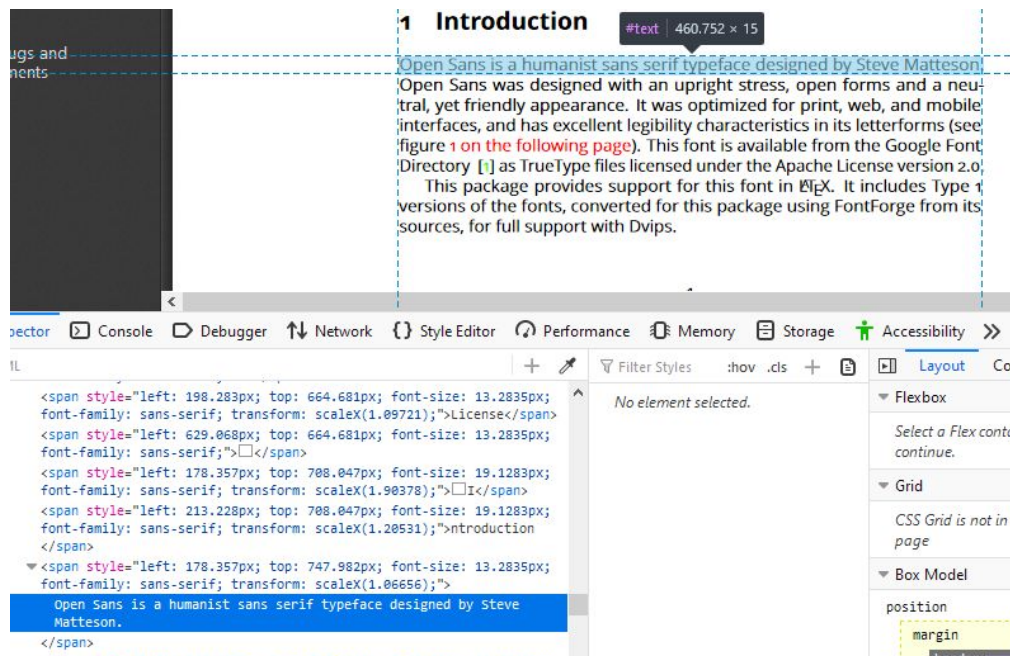 1 Introduction
#text 460.752 × 15
ugs and
ments
Open Sans is a humanist sans serif typeface designed by Steve Matteson.
Open Sans was designed with an upright stress, open forms and a neu-
tral, yet friendly appearance. It was optimized for print, web, and mobile
interfaces, and has excellent legibility characteristics in its letterforms (see
figure 1 on the following page). This font is available from the Google Font
Directory [1] as TrueType files licensed under the Apache License version 2.0
This package provides support for this font in LATEX. It includes Type 1
versions of the fonts, converted for this package using FontForge from its
sources, for full support with Dvips.
pector Console Debugger Network {} Style Editor Performance Memory Storage Accessibility
ML + Filter Styles :hov .cls + Layout Co
<span style="left: 198.283px; top: 664.681px; font-size: 13.2835px;
font-family: sans-serif; transform: scaleX(1.09721);">License</span>
<span style="left: 629.068px; top: 664.681px; font-size: 13.2835px;
font-family: sans-serif;">□</span>
<span style="left: 178.357px; top: 708.047px; font-size: 19.1283px;
font-family: sans-serif; transform: scaleX(1.90378);">□I</span>
<span style="left: 213.228px; top: 708.047px; font-size: 19.1283px;
font-family: sans-serif; transform: scaleX(1.20531);">ntroduction
</span>
<span style="left: 178.357px; top: 747.982px; font-size: 13.2835px;
font-family: sans-serif; transform: scaleX(1.06656);">
Open Sans is a humanist sans serif typeface designed by Steve
Matteson.
</span>
No element selected.
Flexbox
Select a Flex conta
continue.
Grid
CSS Grid is not in
page
Box Model
position
margin